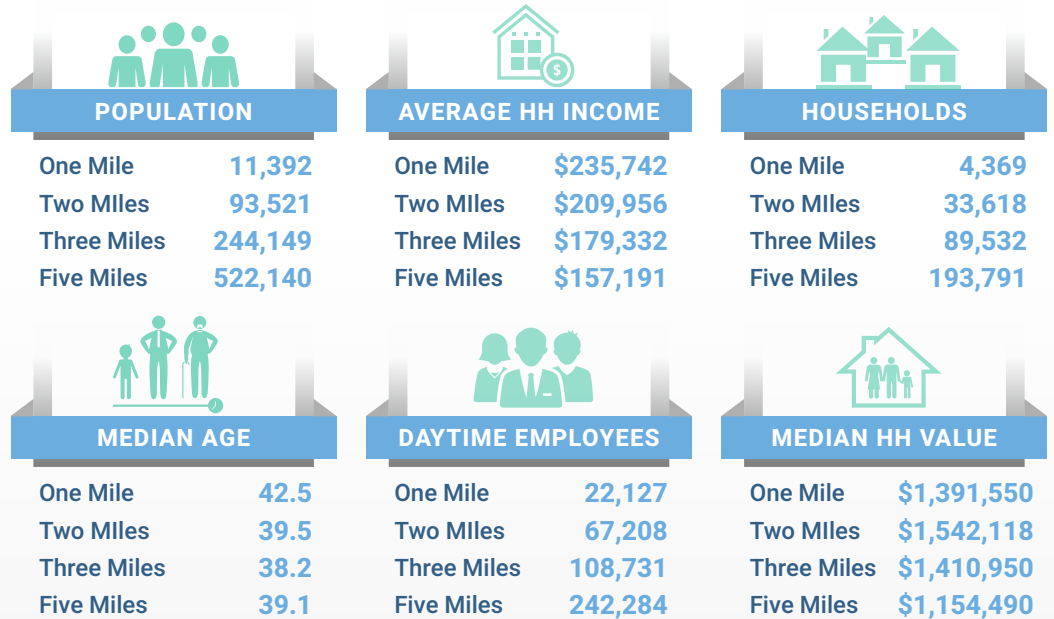 $
POPULATION
One Mile 11,392
Two MIles 93,521
Three Miles 244,149
Five Miles 522,140
AVERAGE HH INCOME
One Mile $235,742
Two MIles $209,956
Three Miles $179,332
Five Miles $157,191
HOUSEHOLDS
One Mile 4,369
Two MIles 33,618
Three Miles 89,532
Five Miles 193,791
MEDIAN AGE
One Mile 42.5
Two MIles 39.5
Three Miles 38.2
Five Miles 39.1
DAYTIME EMPLOYEES
One Mile 22,127
Two MIles 67,208
Three Miles 108,731
Five Miles 242,284
MEDIAN HH VALUE
One Mile $1,391,550
Two MIles $1,542,118
Three Miles $1,410,950
Five Miles $1,154,490